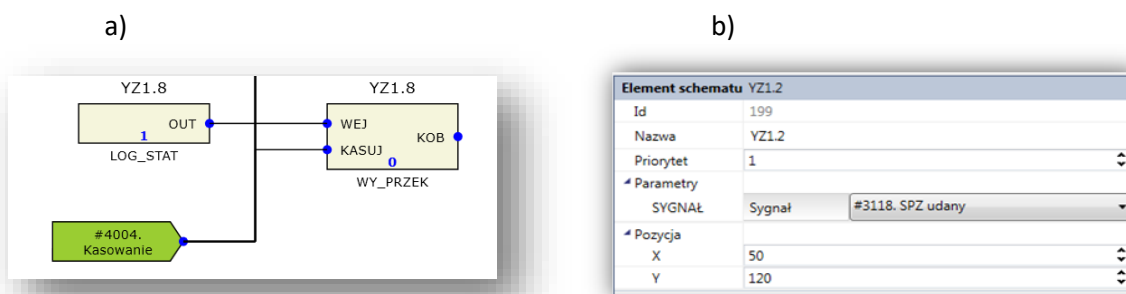 a)
b)
YZ1.8
YZ1.8
OUT
1
LOG_STAT
WEJ
KOB
KASUJ
0
WY_PRZEK
#4004.
Kasowanie
Element schematu YZ1.2
Id 199
Nazwa YZ1.2
Priorytet 1
Parametry
SYGNAŁ Sygnał #3118. SPZ udany
Pozycja
X 50
Y 120